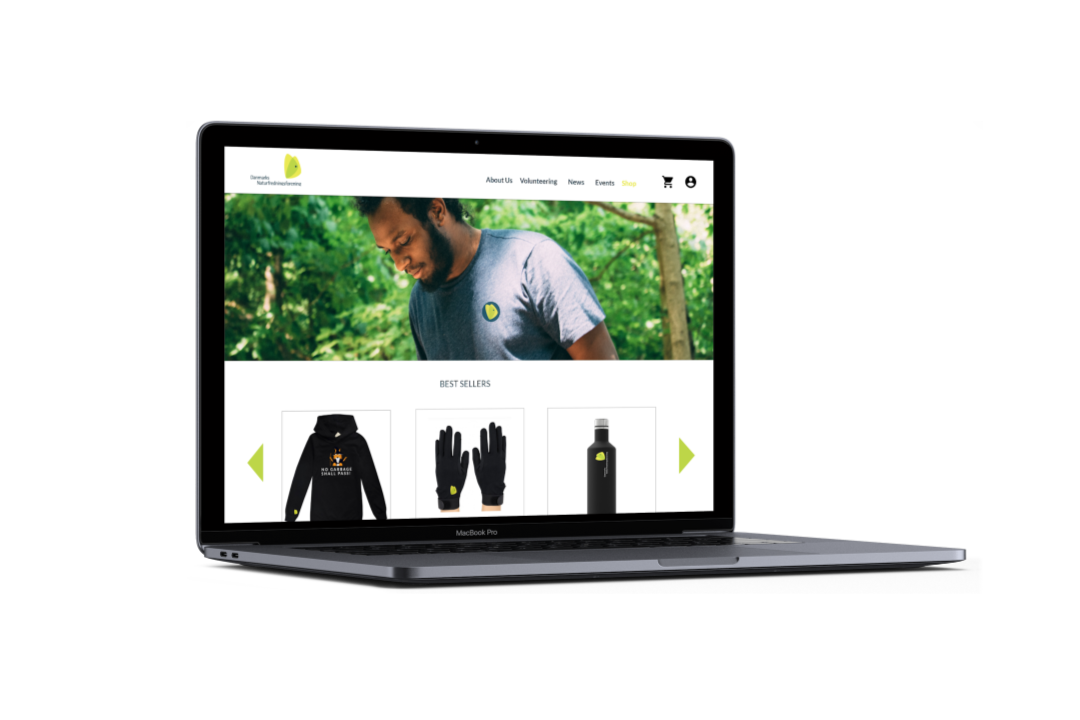 Danmarks
Naturfredningsforening
About Us Volunteering News Events Shop
BEST SELLERS
NO GARBAGE
SHALL PASS!
MacBook Pro